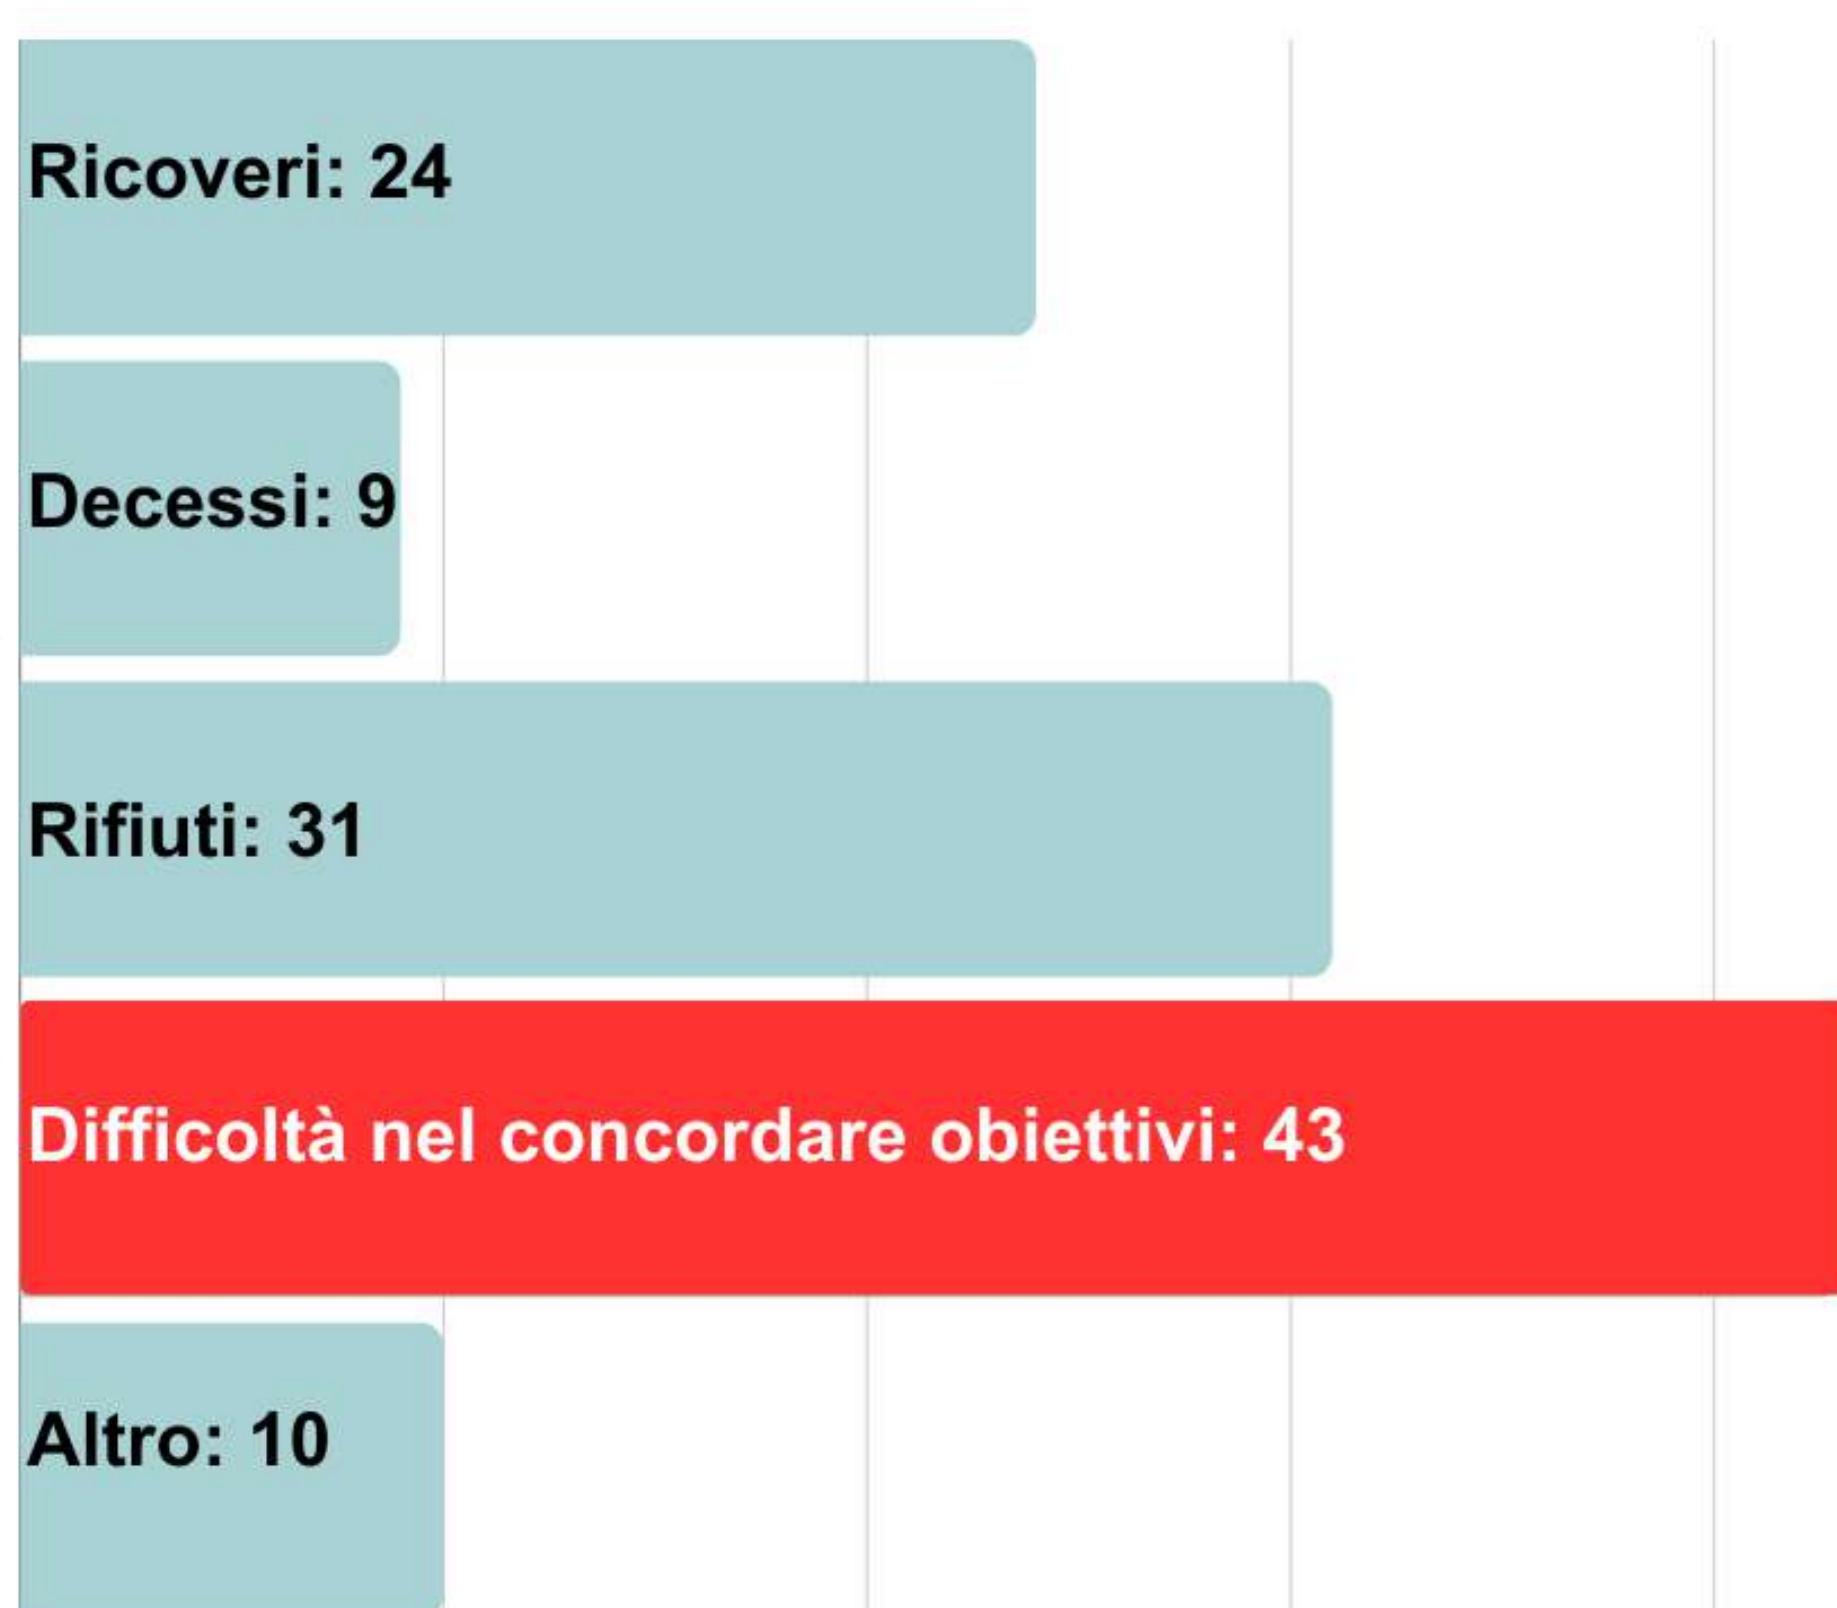 Ricoveri: 24
Decessi: 9
Rifiuti: 31
Difficoltà nel concordare obiettivi: 43
Altro: 10